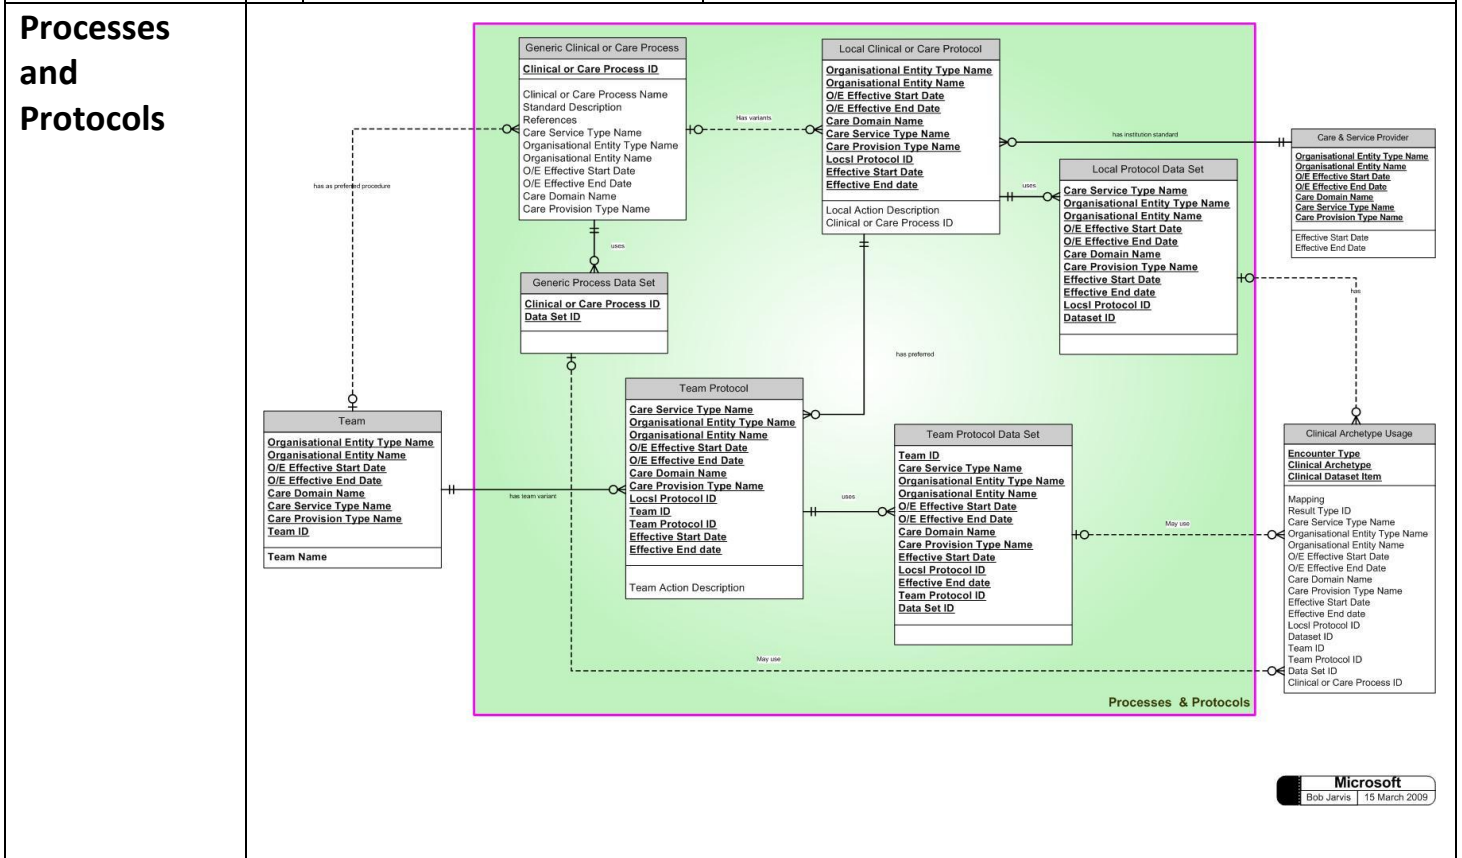 Processes
and
Protocols
Generic Clinical or Care Process
Clinical or Care Process ID
Clinical or Care Process Name
Standard Description
References
Care Service Type Name
Organisational Entity Type Name
Organisational Entity Name
O/E Effective Start Date
O/E Effective End Date
Care Domain Name
Care Provision Type Name
Has variants
Local Clinical or Care Protocol
Organisational Entity Type Name
Organisational Entity Name
O/E Effective Start Date
O/E Effective End Date
Care Domain Name
Care Service Type Name
Care Provision Type Name
Locsl Protocol ID
Effective Start Date
Effective End date
Local Action Description
Clinical or Care Process ID
has institution standard
Care & Service Provider
Organisational Entity Type Name
Organisational Entity Name
O/E Effective Start Date
O/E Effective End Date
Care Domain Name
Care Service Type Name
Care Provision Type Name
Effective Start Date
Effective End Date
uses
Local Protocol Data Set
Care Service Type Name
Organisational Entity Type Name
Organisational Entity Name
O/E Effective Start Date
O/E Effective End Date
Care Domain Name
Care Provision Type Name
Effective Start Date
Effective End date
Locsl Protocol ID
Dataset ID
has as preferred procedure
uses
Generic Process Data Set
Clinical or Care Process ID
Data Set ID
has
has preferred
Team
Organisational Entity Type Name
Organisational Entity Name
O/E Effective Start Date
O/E Effective End Date
Care Domain Name
Care Service Type Name
Care Provision Type Name
Team ID
Team Name
has team variant
Team Protocol
Care Service Type Name
Organisational Entity Type Name
Organisational Entity Name
O/E Effective Start Date
O/E Effective End Date
Care Domain Name
Care Provision Type Name
Locsl Protocol ID
Team ID
Team Protocol ID
Effective Start Date
Effective End date
Team Action Description
uses
Team Protocol Data Set
Team ID
Care Service Type Name
Organisational Entity Type Name
Organisational Entity Name
O/E Effective Start Date
O/E Effective End Date
Care Domain Name
Care Provision Type Name
Effective Start Date
Locsl Protocol ID
Effective End date
Team Protocol ID
Data Set ID
May use
Clinical Archetype Usage
Encounter Type
Clinical Archetype
Clinical Dataset Item
Mapping
Result Type ID
Care Service Type Name
Organisational Entity Type Name
Organisational Entity Name
O/E Effective Start Date
O/E Effective End Date
Care Domain Name
Care Provision Type Name
Effective Start Date
Effective End date
Locsl Protocol ID
Dataset ID
Team ID
Team Protocol ID
Data Set ID
Clinical or Care Process ID
May use
Processes & Protocols
Microsoft
Bob Jarvis 15 March 2009